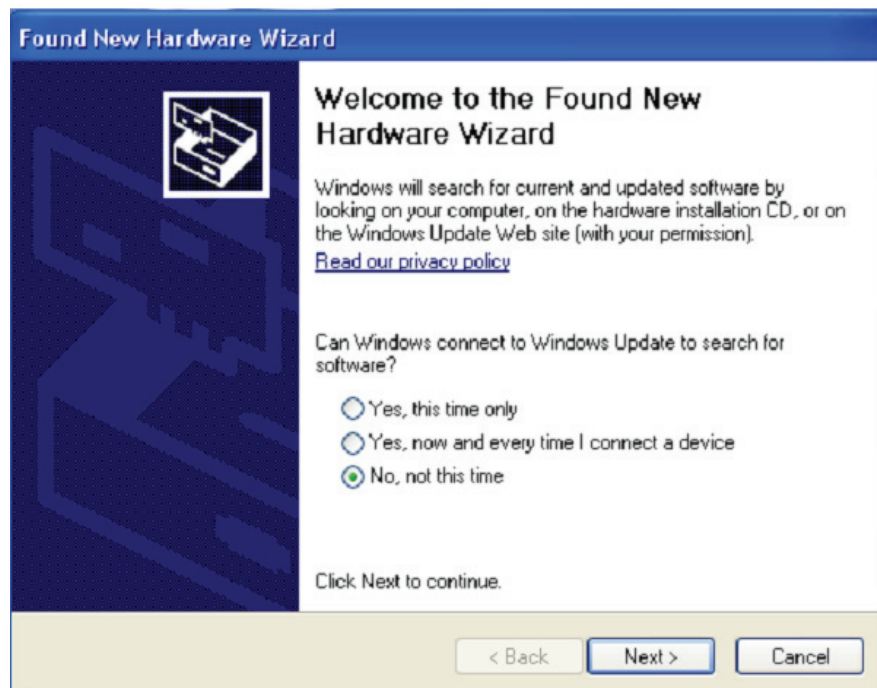 Found New Hardware Wizard
Welcome to the Found New
Hardware Wizard
Windows will search for current and updated software by
looking on your computer, on the hardware installation CD, or on
the Windows Update Web site (with your permission).
Read our privacy policy
Can Windows connect to Windows Update to search for
software?
Yes, this time only
Yes, now and every time I connect a device
No, not this time
Click Next to continue.
< Back
Next >
Cancel